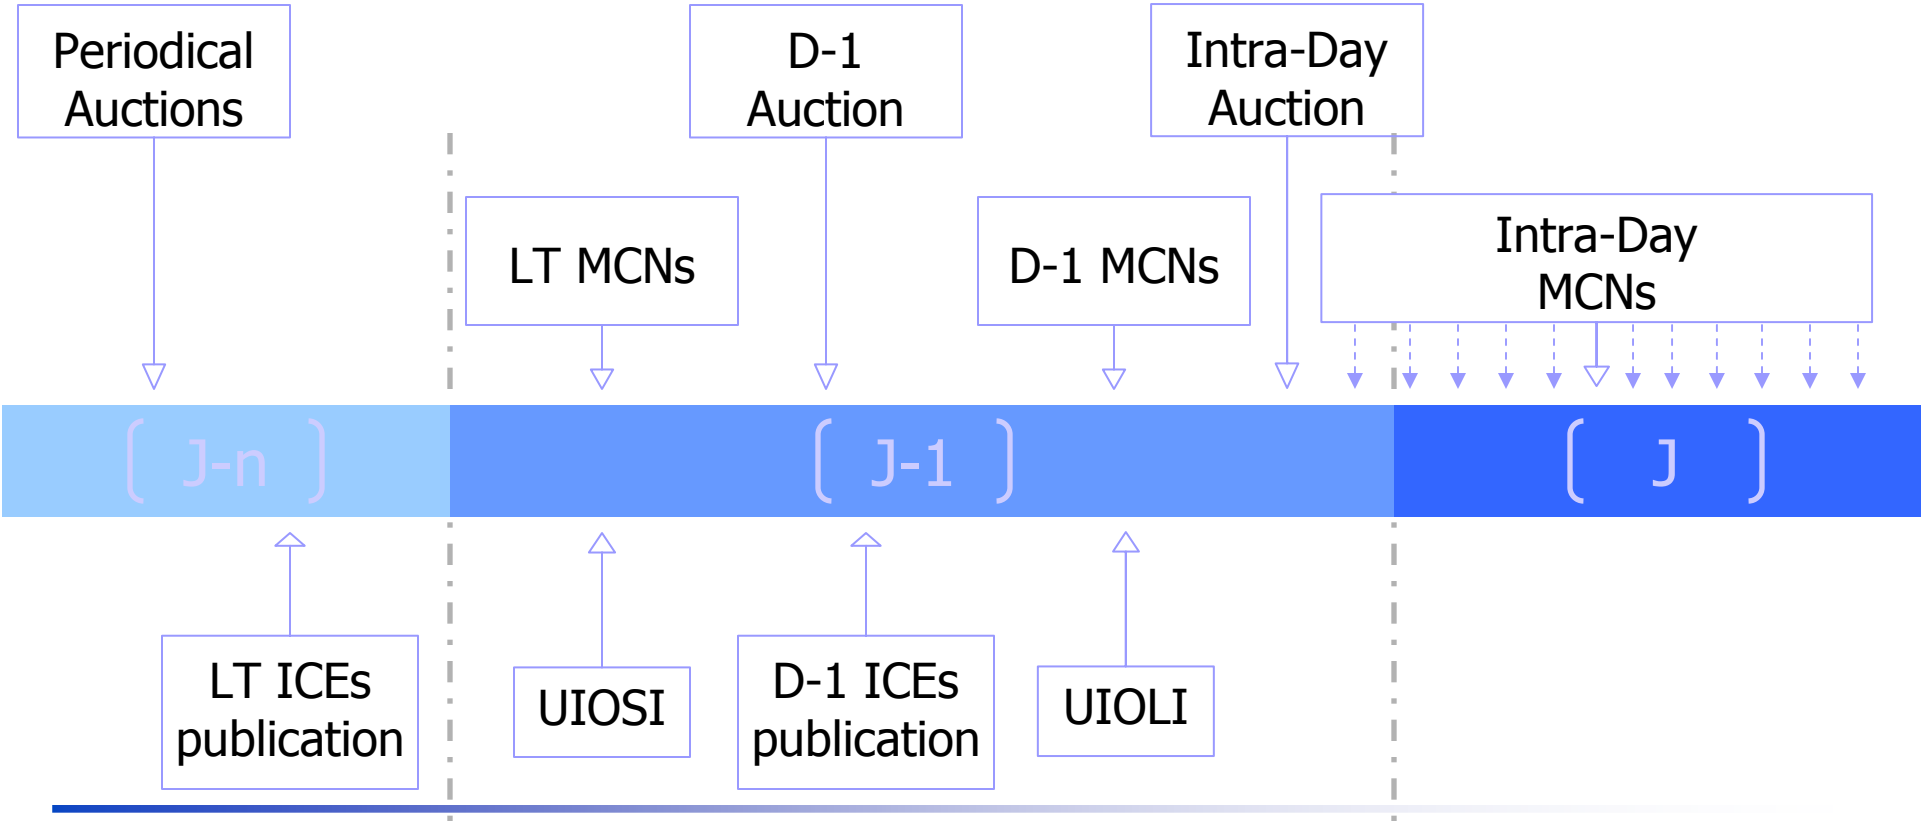 Periodical
Auctions
D-1
Auction
Intra-Day
Auction
LT MCNs
D-1 MCNs
Intra-Day
MCNs
J-n
J-1
J
LT ICEs
publication
UIOSI
D-1 ICEs
publication
UIOLI